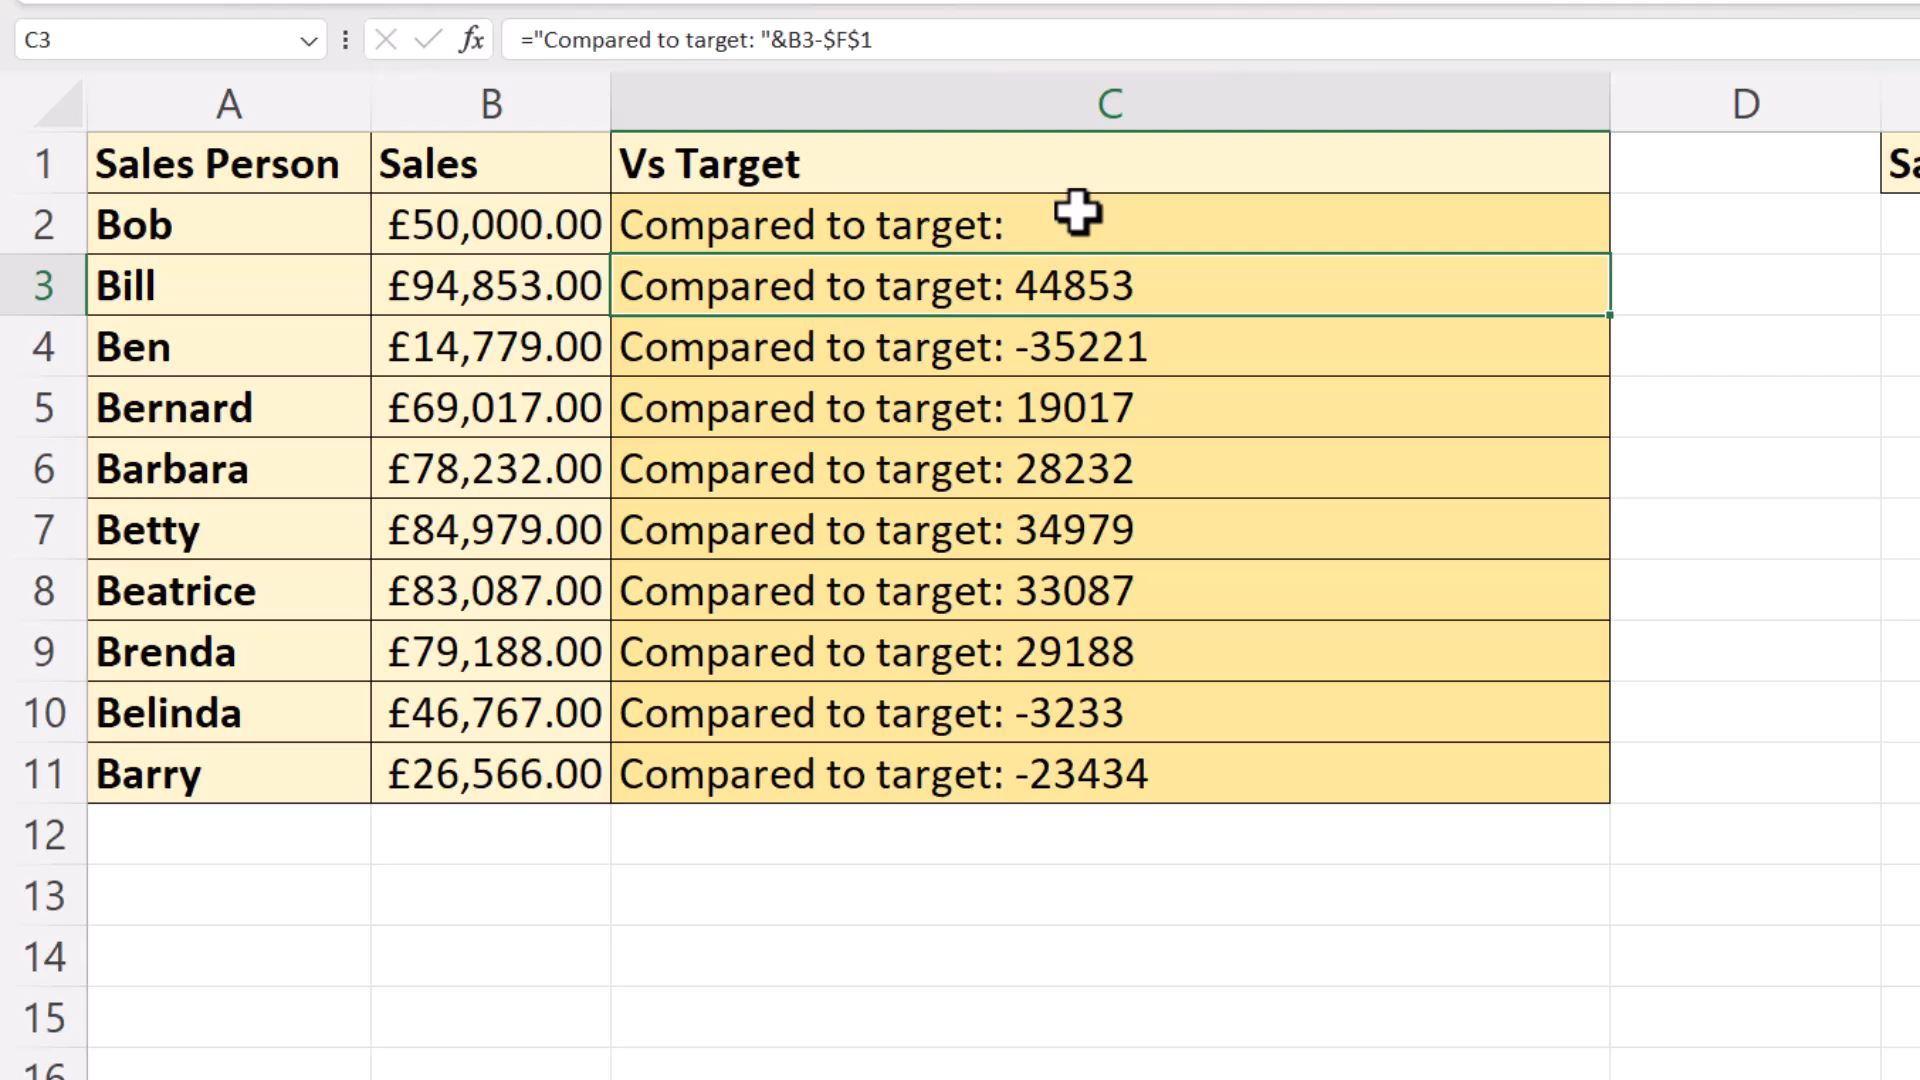 C3 fx ="Compared to target: "&B3-$F$1
A B C D
1 Sales Person Sales Vs Target Sa
2 Bob £50,000.00 Compared to target:
3 Bill £94,853.00 Compared to target: 44853
4 Ben £14,779.00 Compared to target: -35221
5 Bernard £69,017.00 Compared to target: 19017
6 Barbara £78,232.00 Compared to target: 28232
7 Betty £84,979.00 Compared to target: 34979
8 Beatrice £83,087.00 Compared to target: 33087
9 Brenda £79,188.00 Compared to target: 29188
10 Belinda £46,767.00 Compared to target: -3233
11 Barry £26,566.00 Compared to target: -23434
12
13
14
15
16